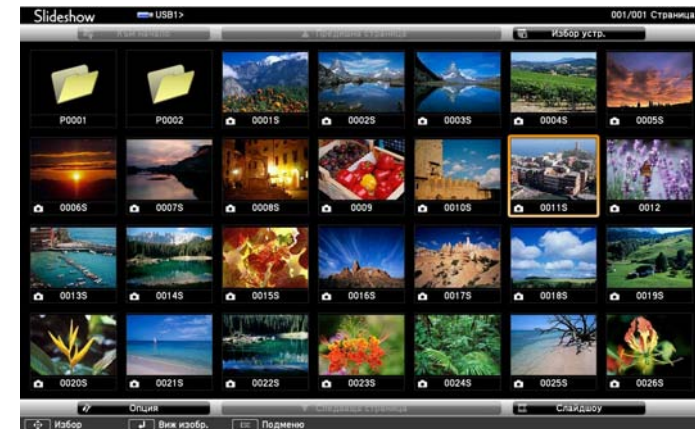 Slideshow USB1> 001/001 Страница
Към начало Предишна страница Избор устр.
P0001 P0002 0001S 0002S 0003S 0004S 0005S
0006S 0007S 0008S 0009 0010S 0011S 0012
0013S 0014S 0015S 0016S 0017S 0018S 0019S
0020S 0021S 0022S 0023S 0024S 0025S 0026S
Опция Следваща страница Слайдшоу
Избор Виж изобр. Esc Подменю